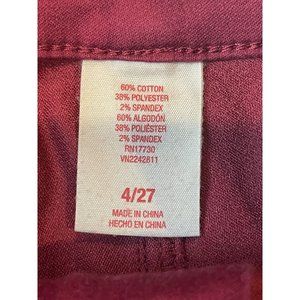 60% COTTON
38% POLYESTER
2% SPANDEX
60% ALGODÓN
38% POLIÉSTER
2% SPANDEX
RN17730
VN2242811
4/27
MADE IN CHINA
HECHO EN CHINA